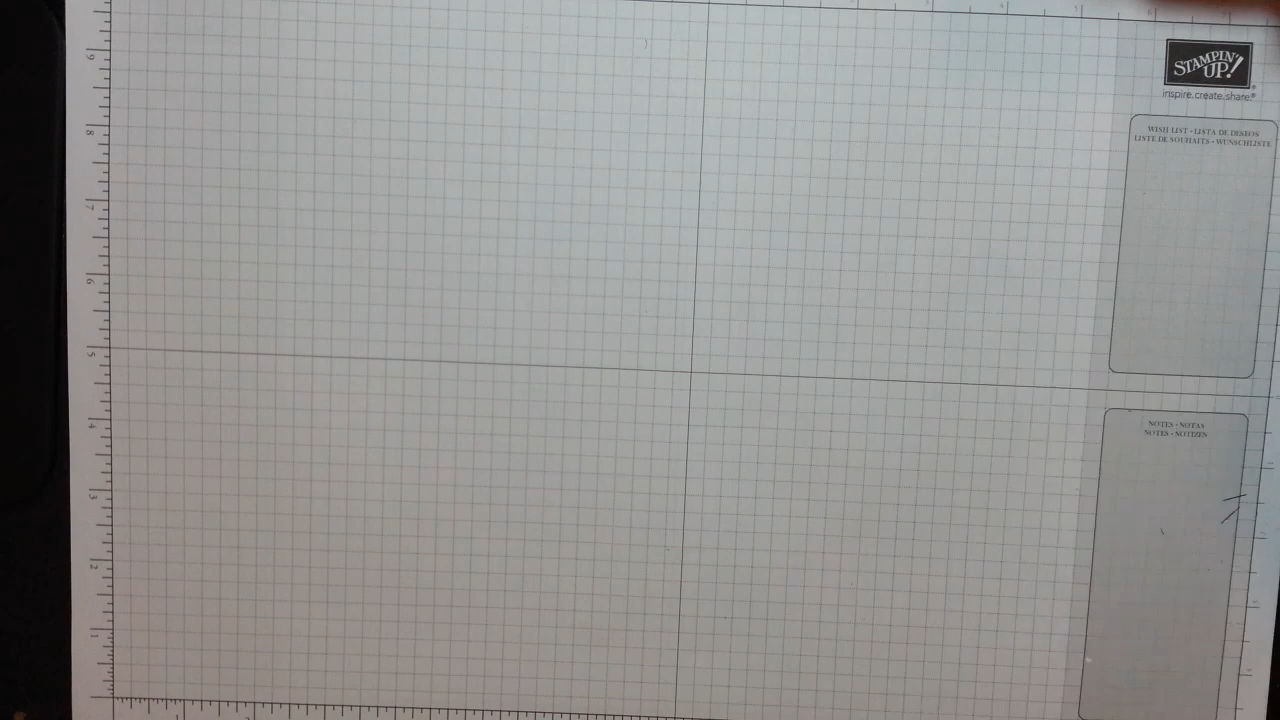 STAMPIN' UP!®
inspire.create.share.®
WISH LIST • LISTA DE DESEOS
LISTE DE SOUHAITS • WUNSCHLISTE
NOTES • NOTAS
NOTES • NOTIZEN
9
8
7
6
5
4
3
2
1